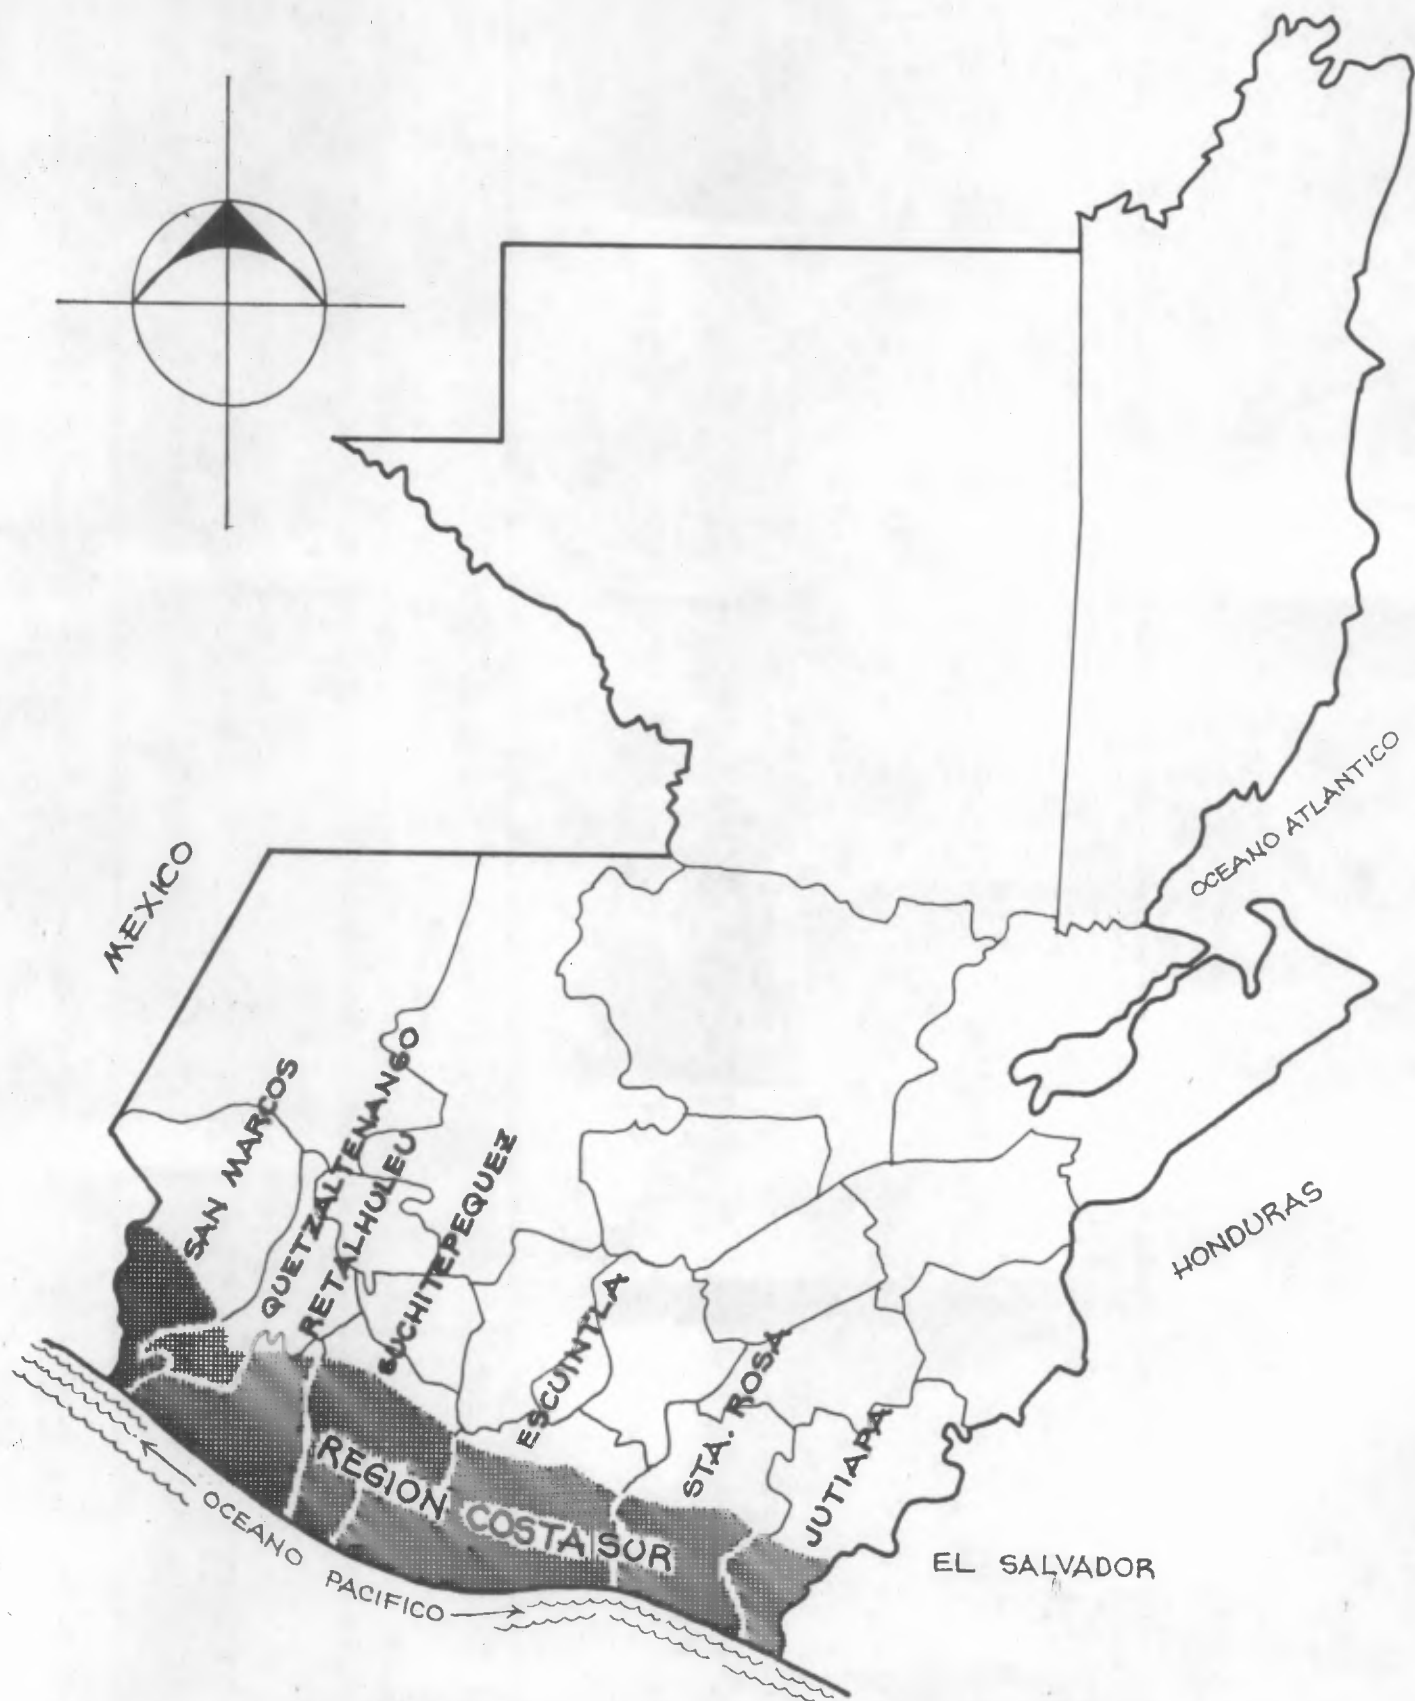 OCEANO ATLANTICO
MEXICO
SAN MARCOS
QUETZALTENANGO
RETALHULEU
SUCHITEPEQUEZ
ESCUINTLA
STA. ROSA
JUTIAPA
HONDURAS
REGION COSTA SUR
OCEANO PACIFICO
EL SALVADOR